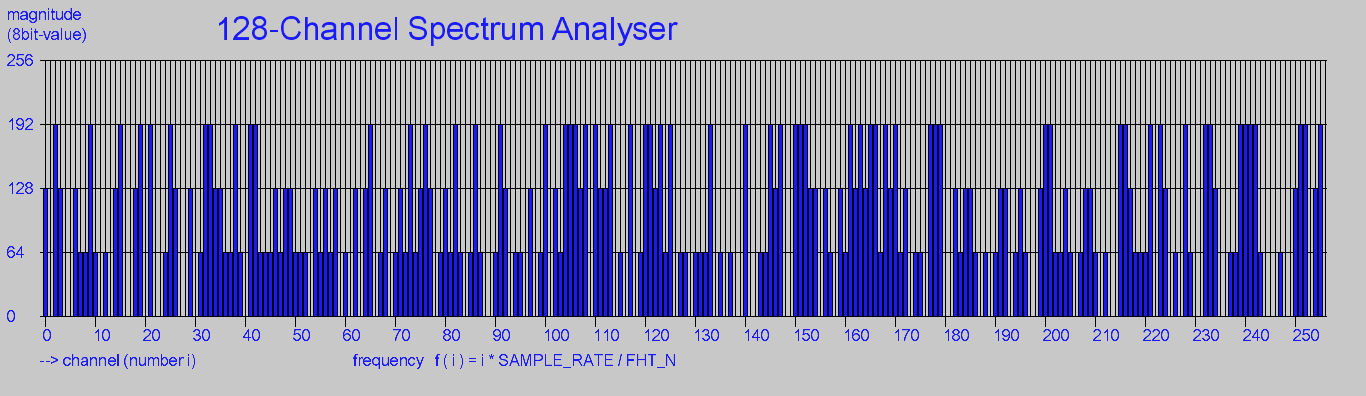 magnitude
(8bit-value)
128-Channel Spectrum Analyser
256
192
128
64
0
0 10 20 30 40 50 60 70 80 90 100 110 120 130 140 150 160 170 180 190 200 210 220 230 240 250
--> channel (number i)
frequency f ( i ) = i * SAMPLE_RATE / FHT_N